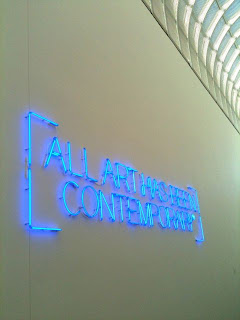 ALL ART HAS BEEN
CONTEMPORARY